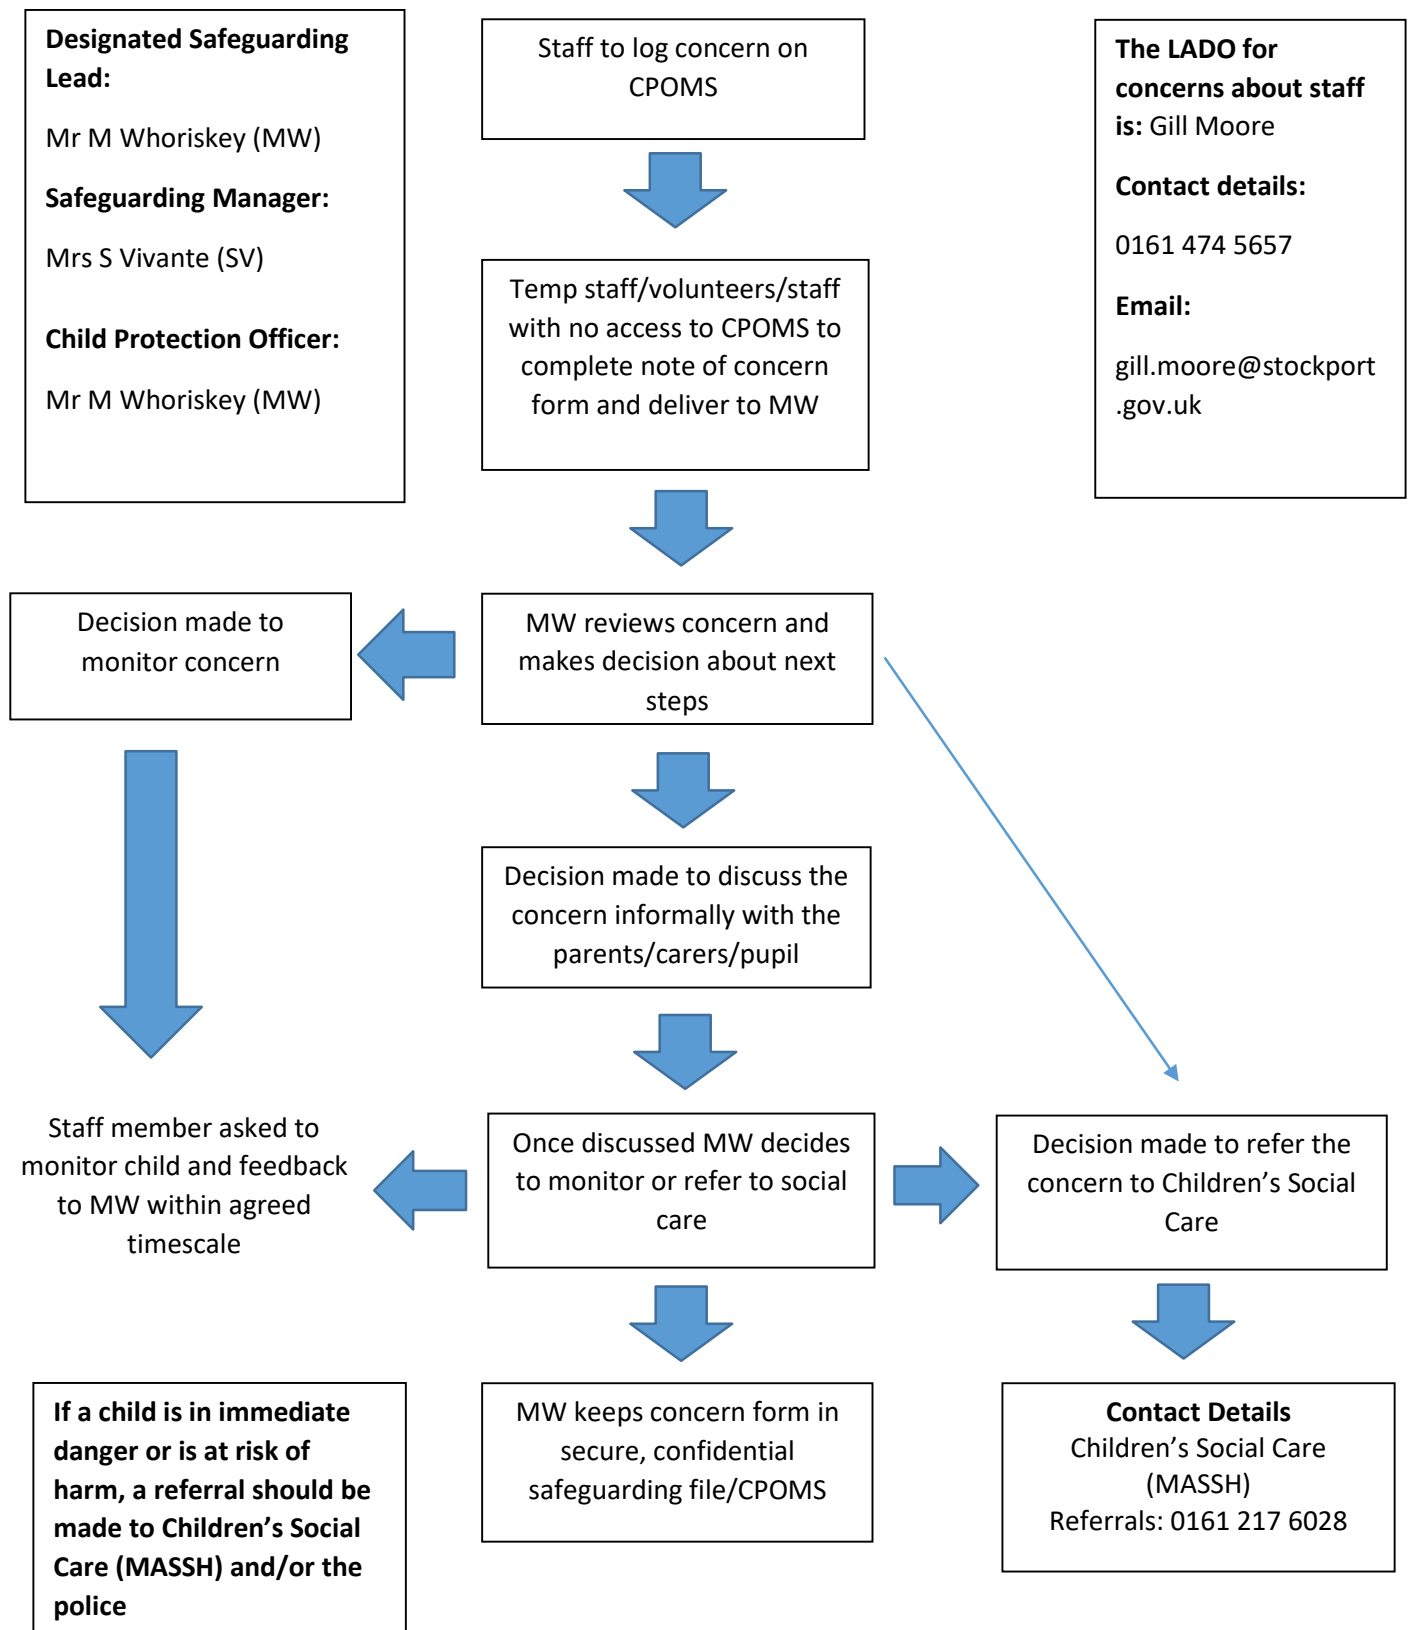 Designated Safeguarding
Lead:
Mr M Whoriskey (MW)
Safeguarding Manager:
Mrs S Vivante (SV)
Child Protection Officer:
Mr M Whoriskey (MW)
Staff to log concern on
CPOMS
The LADO for
concerns about staff
is: Gill Moore
Contact details:
0161 474 5657
Email:
gill.moore@stockport
.gov.uk
Temp staff/volunteers/staff
with no access to CPOMS to
complete note of concern
form and deliver to MW
Decision made to
monitor concern
MW reviews concern and
makes decision about next
steps
Decision made to discuss the
concern informally with the
parents/carers/pupil
Staff member asked to
monitor child and feedback
to MW within agreed
timescale
Once discussed MW decides
to monitor or refer to social
care
Decision made to refer the
concern to Children’s Social
Care
If a child is in immediate
danger or is at risk of
harm, a referral should be
made to Children’s Social
Care (MASSH) and/or the
police
MW keeps concern form in
secure, confidential
safeguarding file/CPOMS
Contact Details
Children’s Social Care
(MASSH)
Referrals: 0161 217 6028